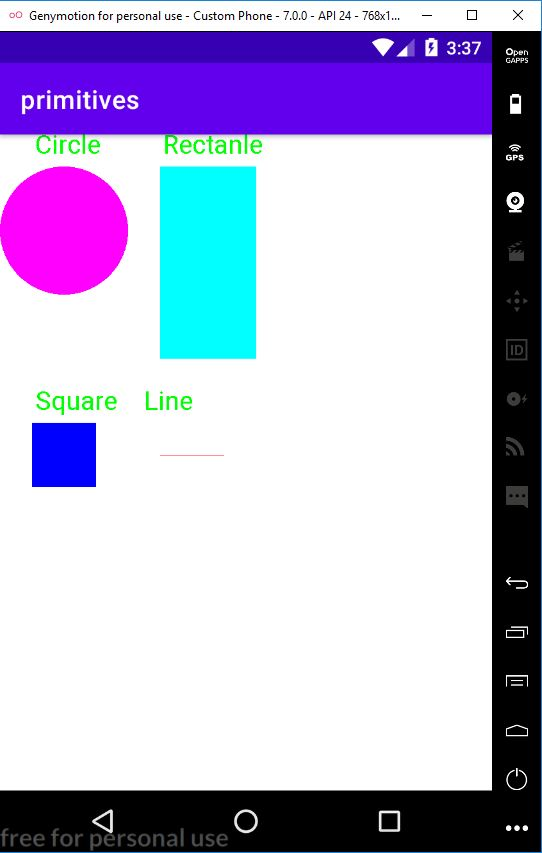 Genymotion for personal use - Custom Phone - 7.0.0 - API 24 - 768x1...
3:37
Open
GAPPS
primitives
GPS
Circle Rectanle
ID
Square Line
free for personal use